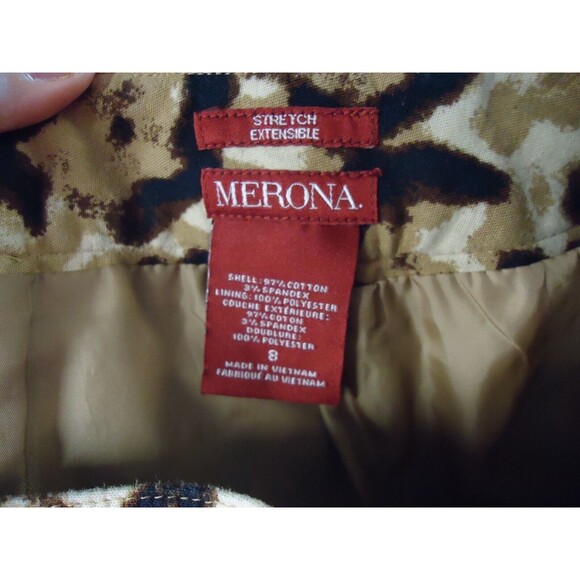 STRETCH
EXTENSIBLE
MERONA.
SHELL: 97% COTTON
3% SPANDEX
LINING: 100% POLYESTER
COUCHE EXTÉRIEURE:
97% COTON
3% SPANDEX
DOUBLURE:
100% POLYESTER
8
MADE IN VIETNAM
FABRIQUÉ AU VIETNAM